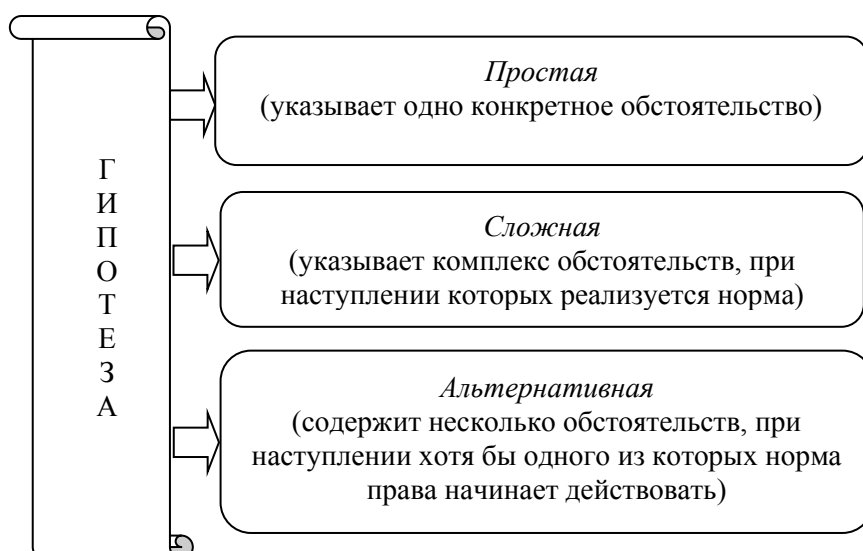 ГИПОТЕЗА
Простая
(указывает одно конкретное обстоятельство)
Сложная
(указывает комплекс обстоятельств, при
наступлении которых реализуется норма)
Альтернативная
(содержит несколько обстоятельств, при
наступлении хотя бы одного из которых норма
права начинает действовать)